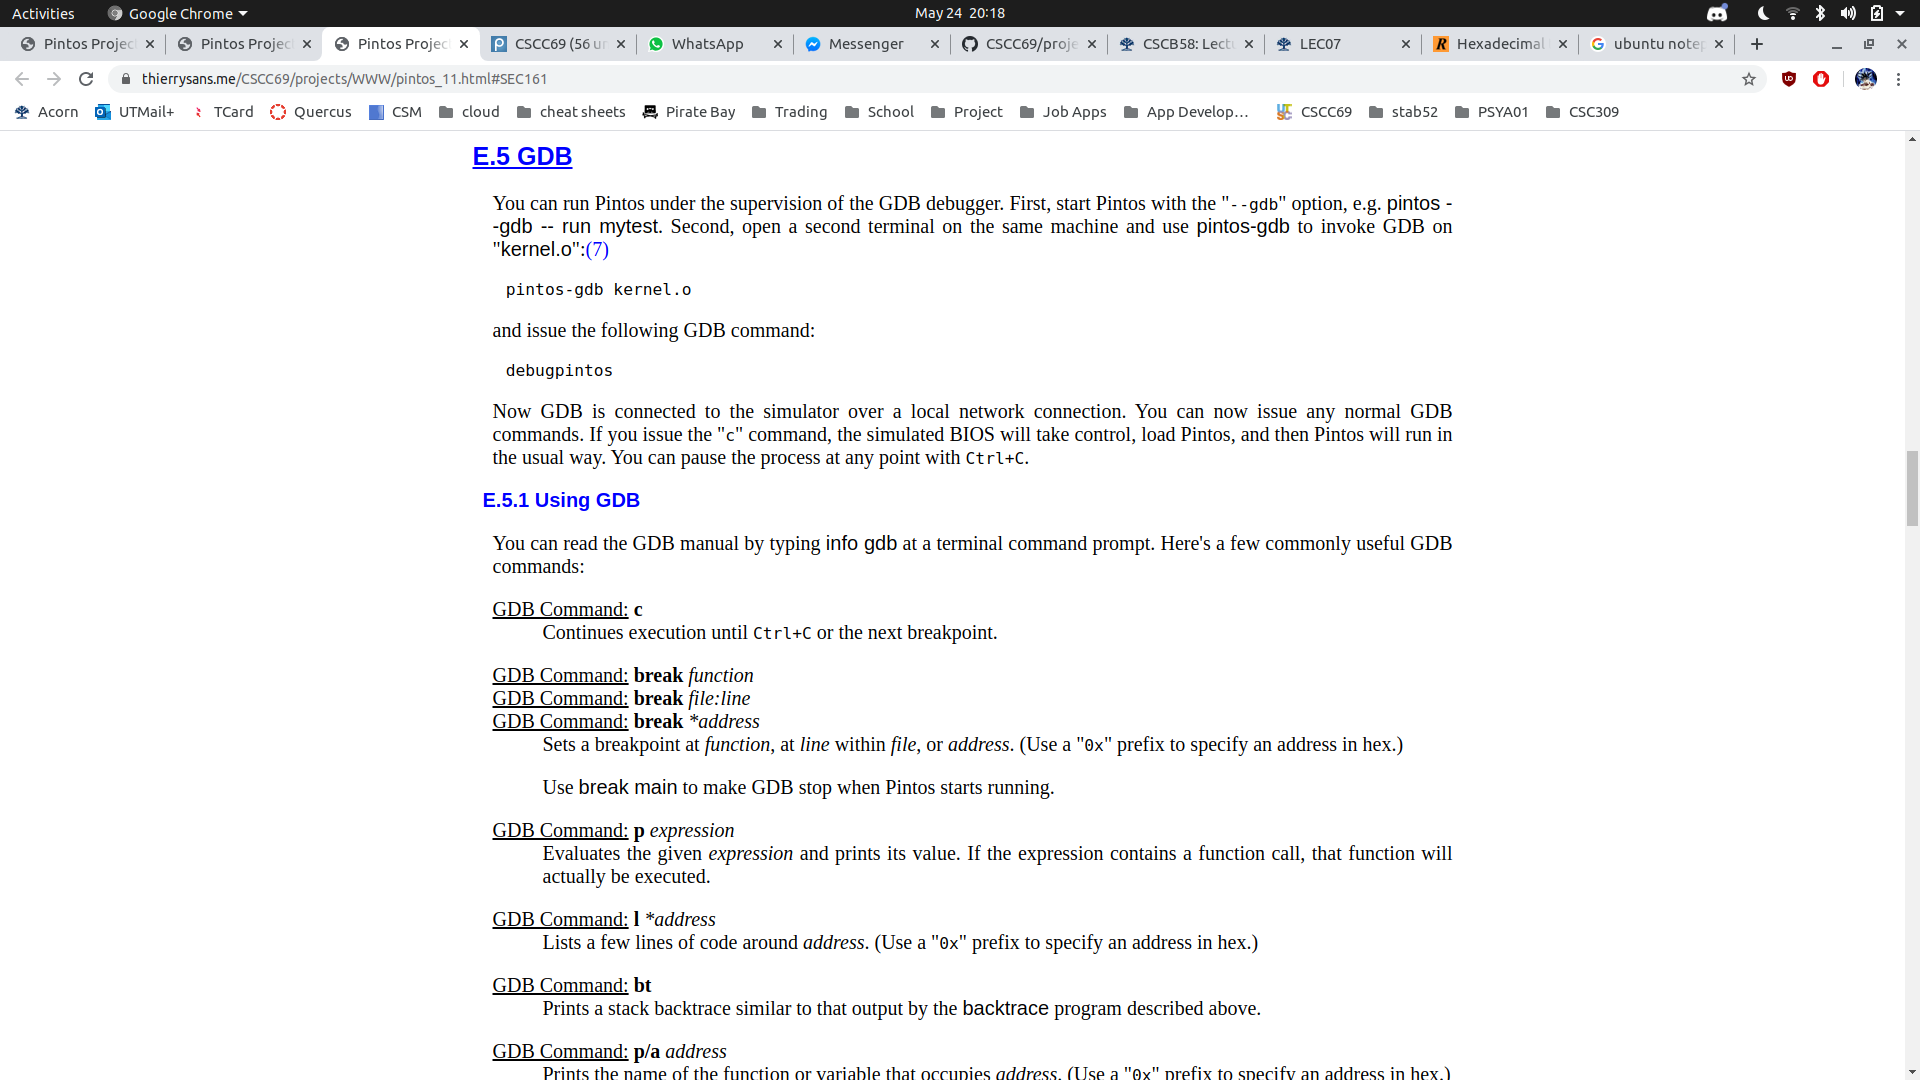 Activities Google Chrome May 24 20:18
Pintos Projec Pintos Projec Pintos Projec CSCC69 (56 un WhatsApp Messenger CSCC69/proje CSCB58: Lectu LEC07 Hexadecimal ubuntu notep
thierrysans.me/CSCC69/projects/WWW/pintos_11.html#SEC161
Acorn UTMail+ TCard Quercus CSM cloud cheat sheets Pirate Bay Trading School Project Job Apps App Develop… CSCC69 stab52 PSYA01 CSC309
E.5 GDB
You can run Pintos under the supervision of the GDB debugger. First, start Pintos with the "--gdb" option, e.g. pintos -
-gdb -- run mytest. Second, open a second terminal on the same machine and use pintos-gdb to invoke GDB on
"kernel.o":(7)
pintos-gdb kernel.o
and issue the following GDB command:
debugpintos
Now GDB is connected to the simulator over a local network connection. You can now issue any normal GDB
commands. If you issue the "c" command, the simulated BIOS will take control, load Pintos, and then Pintos will run in
the usual way. You can pause the process at any point with Ctrl+C.
E.5.1 Using GDB
You can read the GDB manual by typing info gdb at a terminal command prompt. Here's a few commonly useful GDB
commands:
GDB Command: c
Continues execution until Ctrl+C or the next breakpoint.
GDB Command: break function
GDB Command: break file:line
GDB Command: break *address
Sets a breakpoint at function, at line within file, or address. (Use a "0x" prefix to specify an address in hex.)
Use break main to make GDB stop when Pintos starts running.
GDB Command: p expression
Evaluates the given expression and prints its value. If the expression contains a function call, that function will
actually be executed.
GDB Command: l *address
Lists a few lines of code around address. (Use a "0x" prefix to specify an address in hex.)
GDB Command: bt
Prints a stack backtrace similar to that output by the backtrace program described above.
GDB Command: p/a address
Prints the name of the function or variable that occupies address. (Use a "0x" prefix to specify an address in hex.)